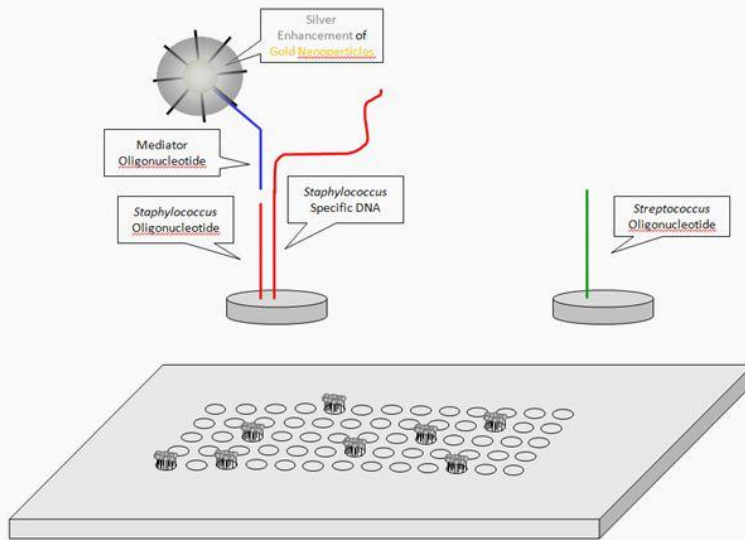 Silver
Enhancement of
Gold Nanoparticles
Mediator
Oligonucleotide
Staphylococcus
Oligonucleotide
Staphylococcus
Specific DNA
Streptococcus
Oligonucleotide